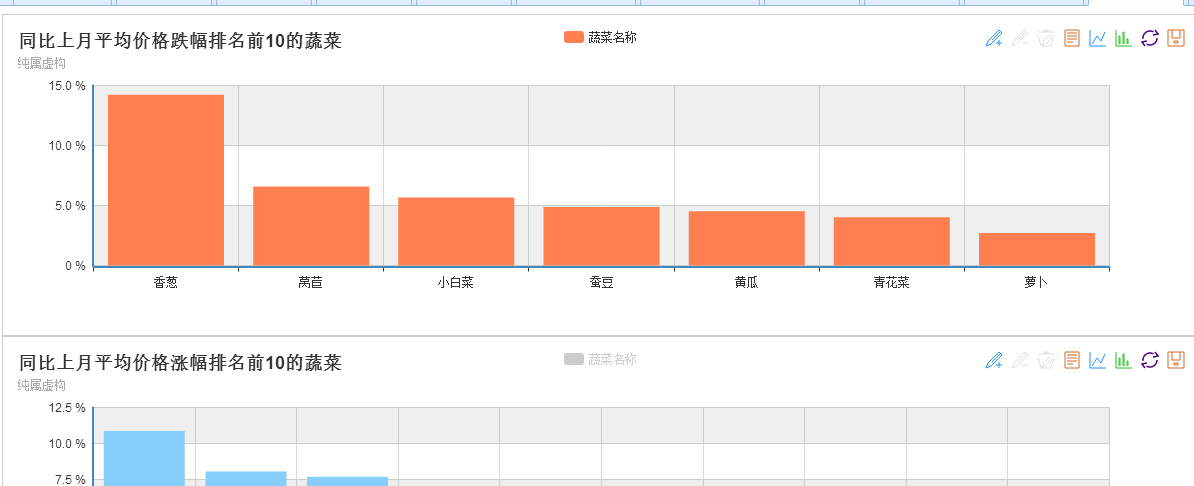 同比上月平均价格跌幅排名前10的蔬菜
蔬菜名称
纯属虚构
15.0 %
10.0 %
5.0 %
0 %
香葱 莴苣 小白菜 蚕豆 黄瓜 青花菜 萝卜
同比上月平均价格涨幅排名前10的蔬菜
蔬菜名称
纯属虚构
12.5 %
10.0 %
7.5 %